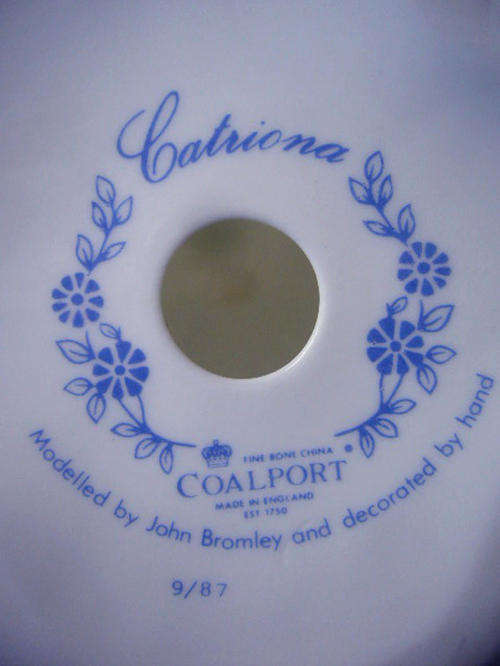 Catriona
FINE BONE CHINA
COALPORT ®
MADE IN ENGLAND
EST 1750
Modelled by John Bromley and decorated by hand
9/87